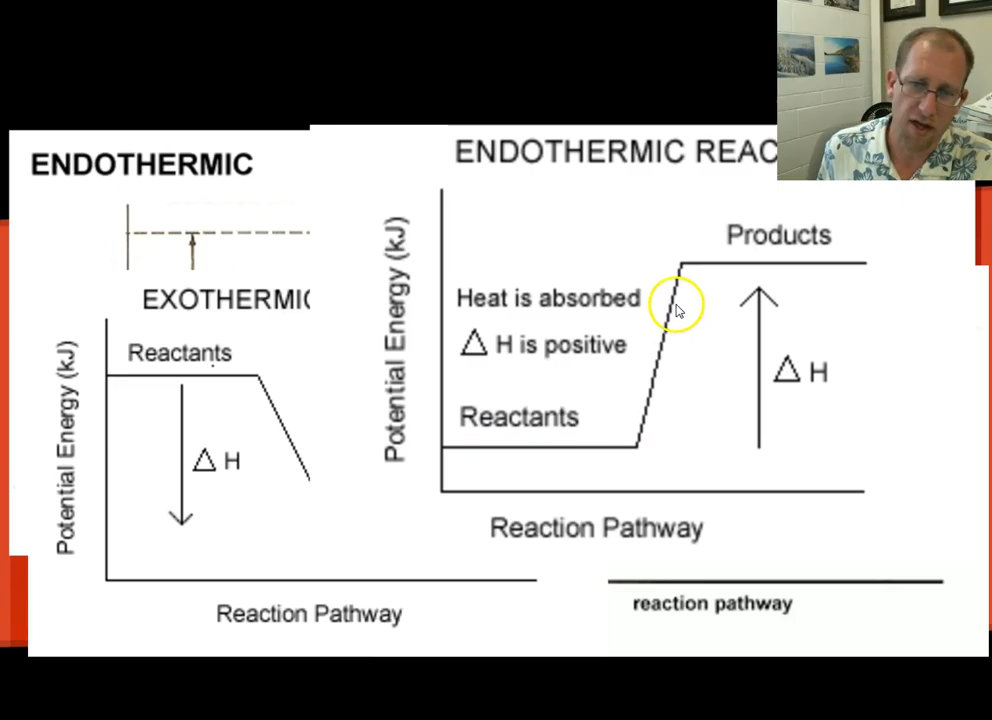 ENDOTHERMIC
EXOTHERMIC
Reactants
Potential Energy (kJ)
△ H
Reaction Pathway
ENDOTHERMIC REAC
Potential Energy (kJ)
Products
Heat is absorbed
△ H is positive
△ H
Reactants
Reaction Pathway
reaction pathway